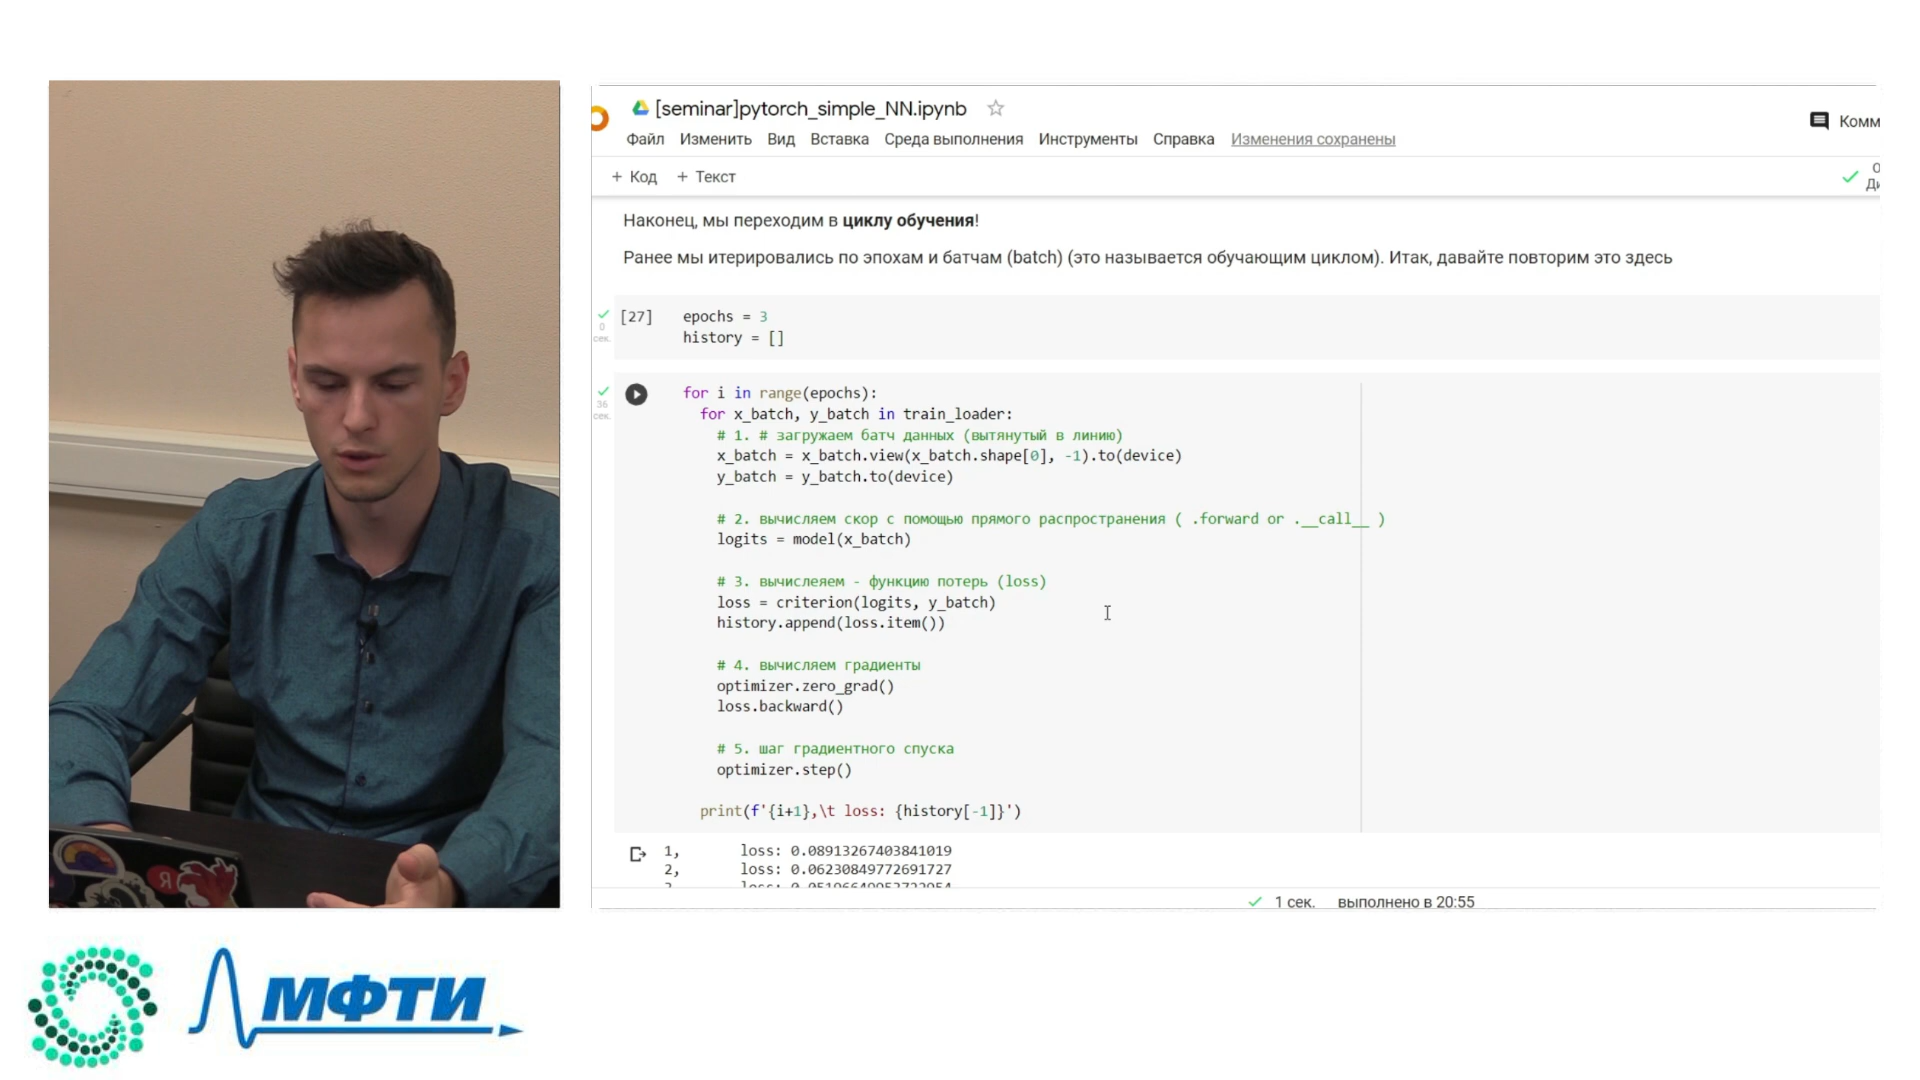 [seminar]pytorch_simple_NN.ipynb
Комм
Файл Изменить Вид Вставка Среда выполнения Инструменты Справка Изменения сохранены
+ Код + Текст
Наконец, мы переходим в циклу обучения!
Ранее мы итерировались по эпохам и батчам (batch) (это называется обучающим циклом). Итак, давайте повторим это здесь
0
сек.
[27] epochs = 3
history = []
36
сек.
for i in range(epochs):
for x_batch, y_batch in train_loader:
# 1. # загружаем батч данных (вытянутый в линию)
x_batch = x_batch.view(x_batch.shape[0], -1).to(device)
y_batch = y_batch.to(device)
# 2. вычисляем скор с помощью прямого распространения ( .forward or .__call__ )
logits = model(x_batch)
# 3. вычислеяем - функцию потерь (loss)
loss = criterion(logits, y_batch)
history.append(loss.item())
# 4. вычисляем градиенты
optimizer.zero_grad()
loss.backward()
# 5. шаг градиентного спуска
optimizer.step()
print(f'{i+1},\t loss: {history[-1]}')
1, loss: 0.08913267403841019
2, loss: 0.06230849772691727
1 сек. выполнено в 20:55
Я
МФТИ